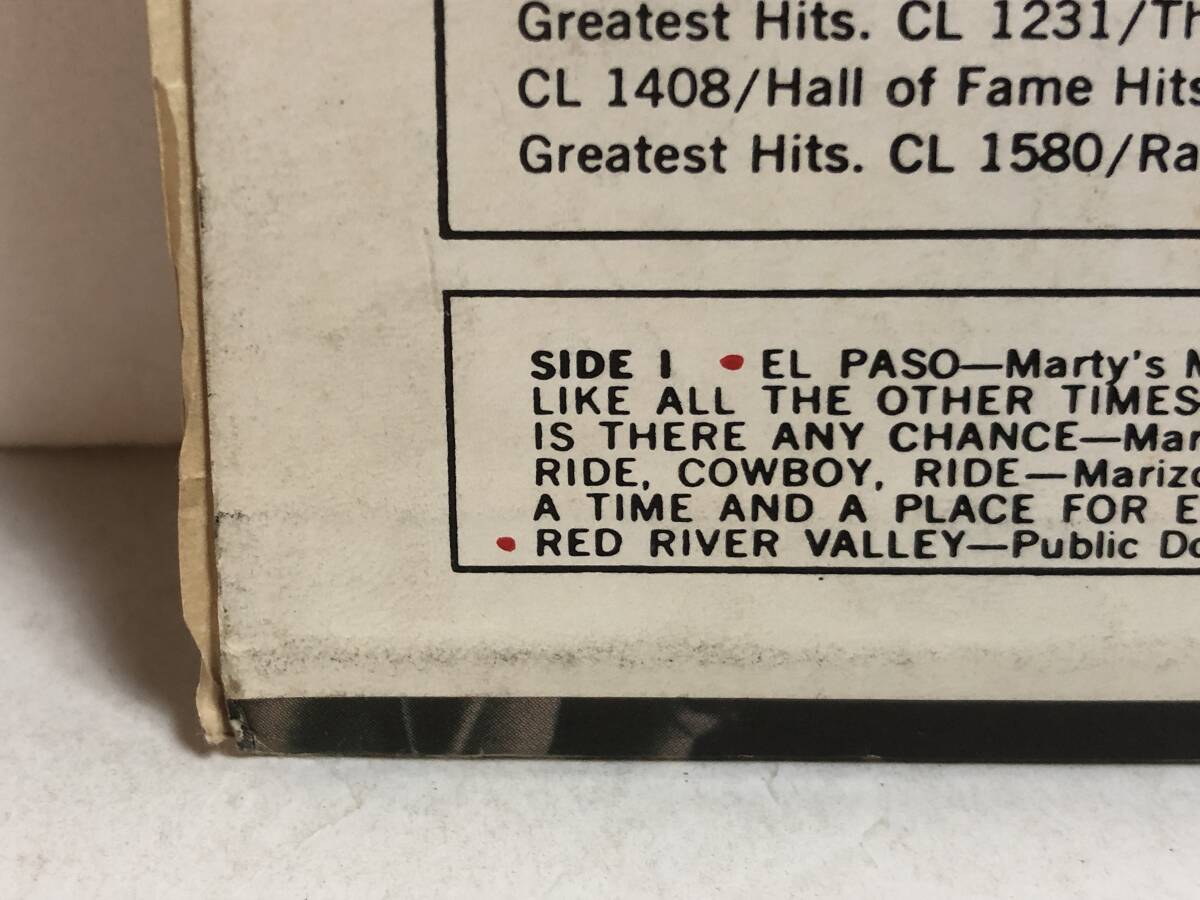 Greatest Hits. CL 1231/Th
CL 1408/Hall of Fame Hits
Greatest Hits. CL 1580/Ra
SIDE I • EL PASO—Marty's M
LIKE ALL THE OTHER TIMES
IS THERE ANY CHANCE—Mar
RIDE, COWBOY, RIDE—Marizo
A TIME AND A PLACE FOR E
• RED RIVER VALLEY—Public Do